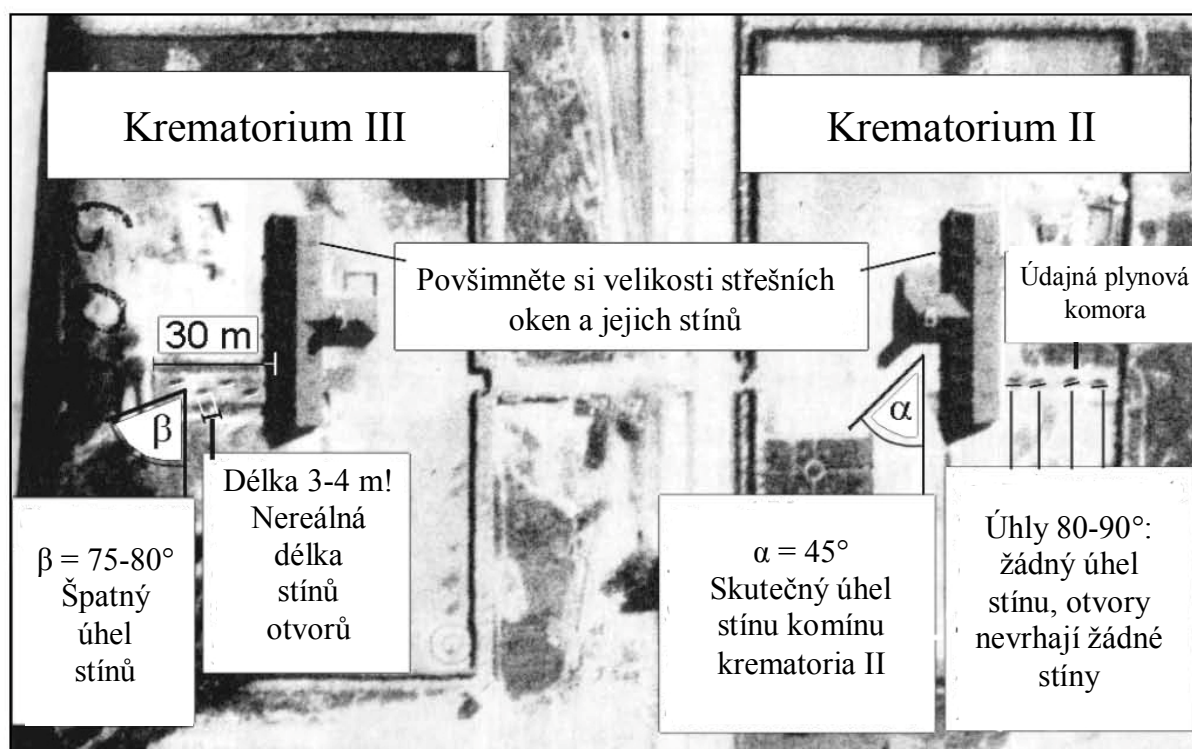 Krematorium III
Krematorium II
Povšimněte si velikosti střešních
oken a jejich stínů
Údajná plynová
komora
30 m
β
α
Délka 3-4 m!
Nereálná
délka
stínů
otvorů
β = 75-80°
Špatný
úhel
stínů
α = 45°
Skutečný úhel
stínu komínu
krematoria II
Úhly 80-90°:
žádný úhel
stínu, otvory
nevrhají žádné
stíny